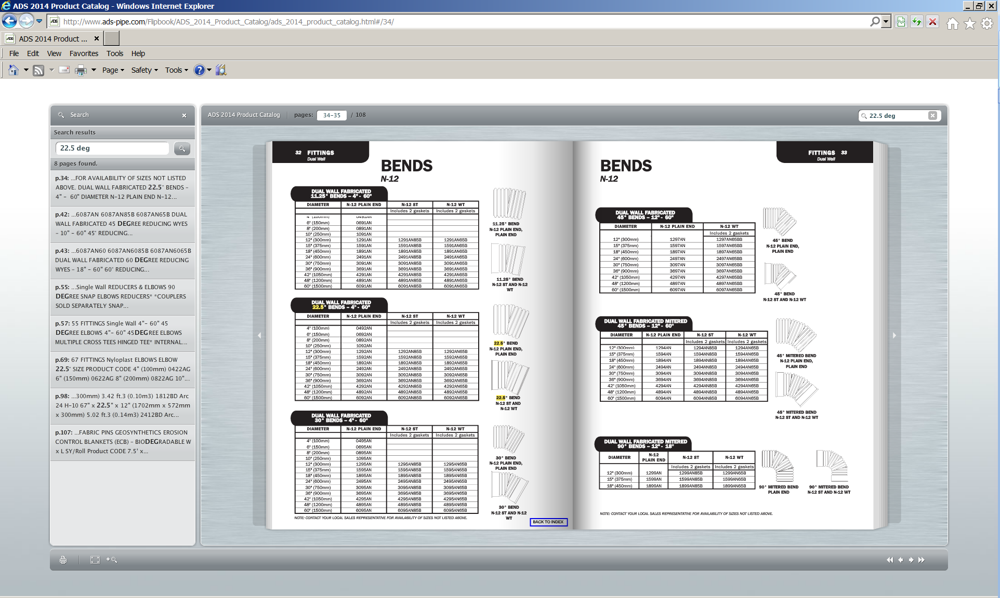 ADS 2014 Product Catalog - Windows Internet Explorer
http://www.ads-pipe.com/Flipbook/ADS_2014_Product_Catalog/ads_2014_product_catalog.html#/34/
ADS 2014 Product ...
File Edit View Favorites Tools Help
Page Safety Tools
Search
Search results
22.5 deg
8 pages found.
p.34: ...FOR AVAILABILITY OF SIZES NOT LISTED
ABOVE. DUAL WALL FABRICATED 22.5° BENDS –
4" – 60" DIAMETER N-12 PLAIN END N-12...
p.42: ...6087AN 6087AN85B 6087AN65B DUAL
WALL FABRICATED 45 DEGREE REDUCING WYES
– 10" – 60" 45° REDUCING...
p.43: ...6087AN60 6087AN6085B 6087AN6065B
DUAL WALL FABRICATED 60 DEGREE REDUCING
WYES – 18" – 60" 60° REDUCING...
p.55: ...Single Wall REDUCERS & ELBOWS 90
DEGREE SNAP ELBOWS REDUCERS* *COUPLERS
SOLD SEPARATELY SNAP...
p.57: 55 FITTINGS Single Wall 4"– 60" 45
DEGREE ELBOWS 4"– 60" 45DEGREE ELBOWS
MULTIPLE CROSS TEES HINGED TEE* INTERNAL...
p.69: 67 FITTINGS Nyloplast ELBOWS ELBOW
22.5° SIZE PRODUCT CODE 4" (100mm) 0422AG
6" (150mm) 0622AG 8" (200mm) 0822AG 10"...
p.98: ...300mm) 3.42 ft.3 (0.10m3) 1812BD Arc
24 H-10 67" x 22.5" x 12" (1702mm x 572mm
x 300mm) 5.02 ft.3 (0.14m3) 2412BD Arc...
p.107: ...FABRIC PINS GEOSYNTHETICS EROSION
CONTROL BLANKETS (ECB) – BIODEGRADABLE W
x L SY/Roll Product CODE 7.5' x...
ADS 2014 Product Catalog pages: 34-35 / 108
22.5 deg
32 FITTINGS
Dual Wall
BENDS
N-12
DUAL WALL FABRICATED
11.25° BENDS – 4" - 60"
DIAMETER N-12 PLAIN END N-12 ST N-12 WT
Includes 2 gaskets Includes 2 gaskets
4" (100mm) 0491AN
6" (150mm) 0691AN
8" (200mm) 0891AN
10" (250mm) 1091AN
12" (300mm) 1291AN 1291AN85B 1291AN65B
15" (375mm) 1591AN 1591AN85B 1591AN65B
18" (450mm) 1891AN 1891AN85B 1891AN65B
24" (600mm) 2491AN 2491AN85B 2491AN65B
30" (750mm) 3091AN 3091AN85B 3091AN65B
36" (900mm) 3691AN 3691AN85B 3691AN65B
42" (1050mm) 4291AN 4291AN85B 4291AN65B
48" (1200mm) 4891AN 4891AN85B 4891AN65B
60" (1500mm) 6091AN 6091AN85B 6091AN65B
11.25° BEND
N-12 PLAIN END,
PLAIN END
11.25° BEND
N-12 ST AND N-12
WT
DUAL WALL FABRICATED
22.5° BENDS – 4" - 60"
DIAMETER N-12 PLAIN END N-12 ST N-12 WT
Includes 2 gaskets Includes 2 gaskets
4" (100mm) 0492AN
6" (150mm) 0692AN
8" (200mm) 0892AN
10" (250mm) 1092AN
12" (300mm) 1292AN 1292AN85B 1292AN65B
15" (375mm) 1592AN 1592AN85B 1592AN65B
18" (450mm) 1892AN 1892AN85B 1892AN65B
24" (600mm) 2492AN 2492AN85B 2492AN65B
30" (750mm) 3092AN 3092AN85B 3092AN65B
36" (900mm) 3692AN 3692AN85B 3692AN65B
42" (1050mm) 4292AN 4292AN85B 4292AN65B
48" (1200mm) 4892AN 4892AN85B 4892AN65B
60" (1500mm) 6092AN 6092AN85B 6092AN65B
22.5° BEND
N-12 PLAIN END,
PLAIN END
22.5° BEND
N-12 ST AND
N-12 WT
DUAL WALL FABRICATED
30° BENDS – 4" - 60"
DIAMETER N-12 PLAIN END N-12 ST N-12 WT
Includes 2 gaskets Includes 2 gaskets
4" (100mm) 0495AN
6" (150mm) 0695AN
8" (200mm) 0895AN
10" (250mm) 1095AN
12" (300mm) 1295AN 1295AN85B 1295AN65B
15" (375mm) 1595AN 1595AN85B 1595AN65B
18" (450mm) 1895AN 1895AN85B 1895AN65B
24" (600mm) 2495AN 2495AN85B 2495AN65B
30" (750mm) 3095AN 3095AN85B 3095AN65B
36" (900mm) 3695AN 3695AN85B 3695AN65B
42" (1050mm) 4295AN 4295AN85B 4295AN65B
48" (1200mm) 4895AN 4895AN85B 4895AN65B
60" (1500mm) 6095AN 6095AN85B 6095AN65B
NOTE: CONTACT YOUR LOCAL SALES REPRESENTATIVE FOR AVAILABILITY OF SIZES NOT LISTED ABOVE.
30° BEND
N-12 PLAIN END,
PLAIN END
30° BEND
N-12 ST AND N-12
WT
BACK TO INDEX
FITTINGS 33
Dual Wall
BENDS
N-12
DUAL WALL FABRICATED
45° BENDS – 12" - 60"
DIAMETER N-12 PLAIN END N-12 WT
Includes 2 gaskets
12" (300mm) 1297AN 1297AN65BB
15" (375mm) 1597AN 1597AN65BB
18" (450mm) 1897AN 1897AN65BB
24" (600mm) 2497AN 2497AN65BB
30" (750mm) 3097AN 3097AN65BB
36" (900mm) 3697AN 3697AN65BB
42" (1050mm) 4297AN 4297AN65BB
48" (1200mm) 4897AN 4897AN65BB
60" (1500mm) 6097AN 6097AN65BB
45° BEND
N-12 PLAIN END,
PLAIN END
45° BEND
N-12 ST AND N-12 WT
DUAL WALL FABRICATED MITERED
45° BENDS – 12" - 60"
DIAMETER N-12 PLAIN END N-12 ST N-12 WT
Includes 2 gaskets Includes 2 gaskets
12" (300mm) 1294AN 1294AN85B 1294AN65B
15" (375mm) 1594AN 1594AN85B 1594AN65B
18" (450mm) 1894AN 1894AN85B 1894AN65B
24" (600mm) 2494AN 2494AN85B 2494AN65B
30" (750mm) 3094AN 3094AN85B 3094AN65B
36" (900mm) 3694AN 3694AN85B 3694AN65B
42" (1050mm) 4294AN 4294AN85B 4294AN65B
48" (1200mm) 4894AN 4894AN85B 4894AN65B
60" (1500mm) 6094AN 6094AN85B 6094AN65B
45° MITERED BEND
N-12 PLAIN END,
PLAIN END
45° MITERED BEND
N-12 ST AND N-12 WT
DUAL WALL FABRICATED MITERED
90° BENDS – 12" - 18"
DIAMETER N-12 PLAIN END N-12 ST N-12 WT
Includes 2 gaskets Includes 2 gaskets
12" (300mm) 1299AN 1299AN85B 1299AN65B
15" (375mm) 1599AN 1599AN85B 1599AN65B
18" (450mm) 1899AN 1899AN85B 1899AN65B
90° MITERED BEND
PLAIN END
90° MITERED BEND
N-12 ST AND N-12 WT
NOTE: CONTACT YOUR LOCAL SALES REPRESENTATIVE FOR AVAILABILITY OF SIZES NOT LISTED ABOVE.